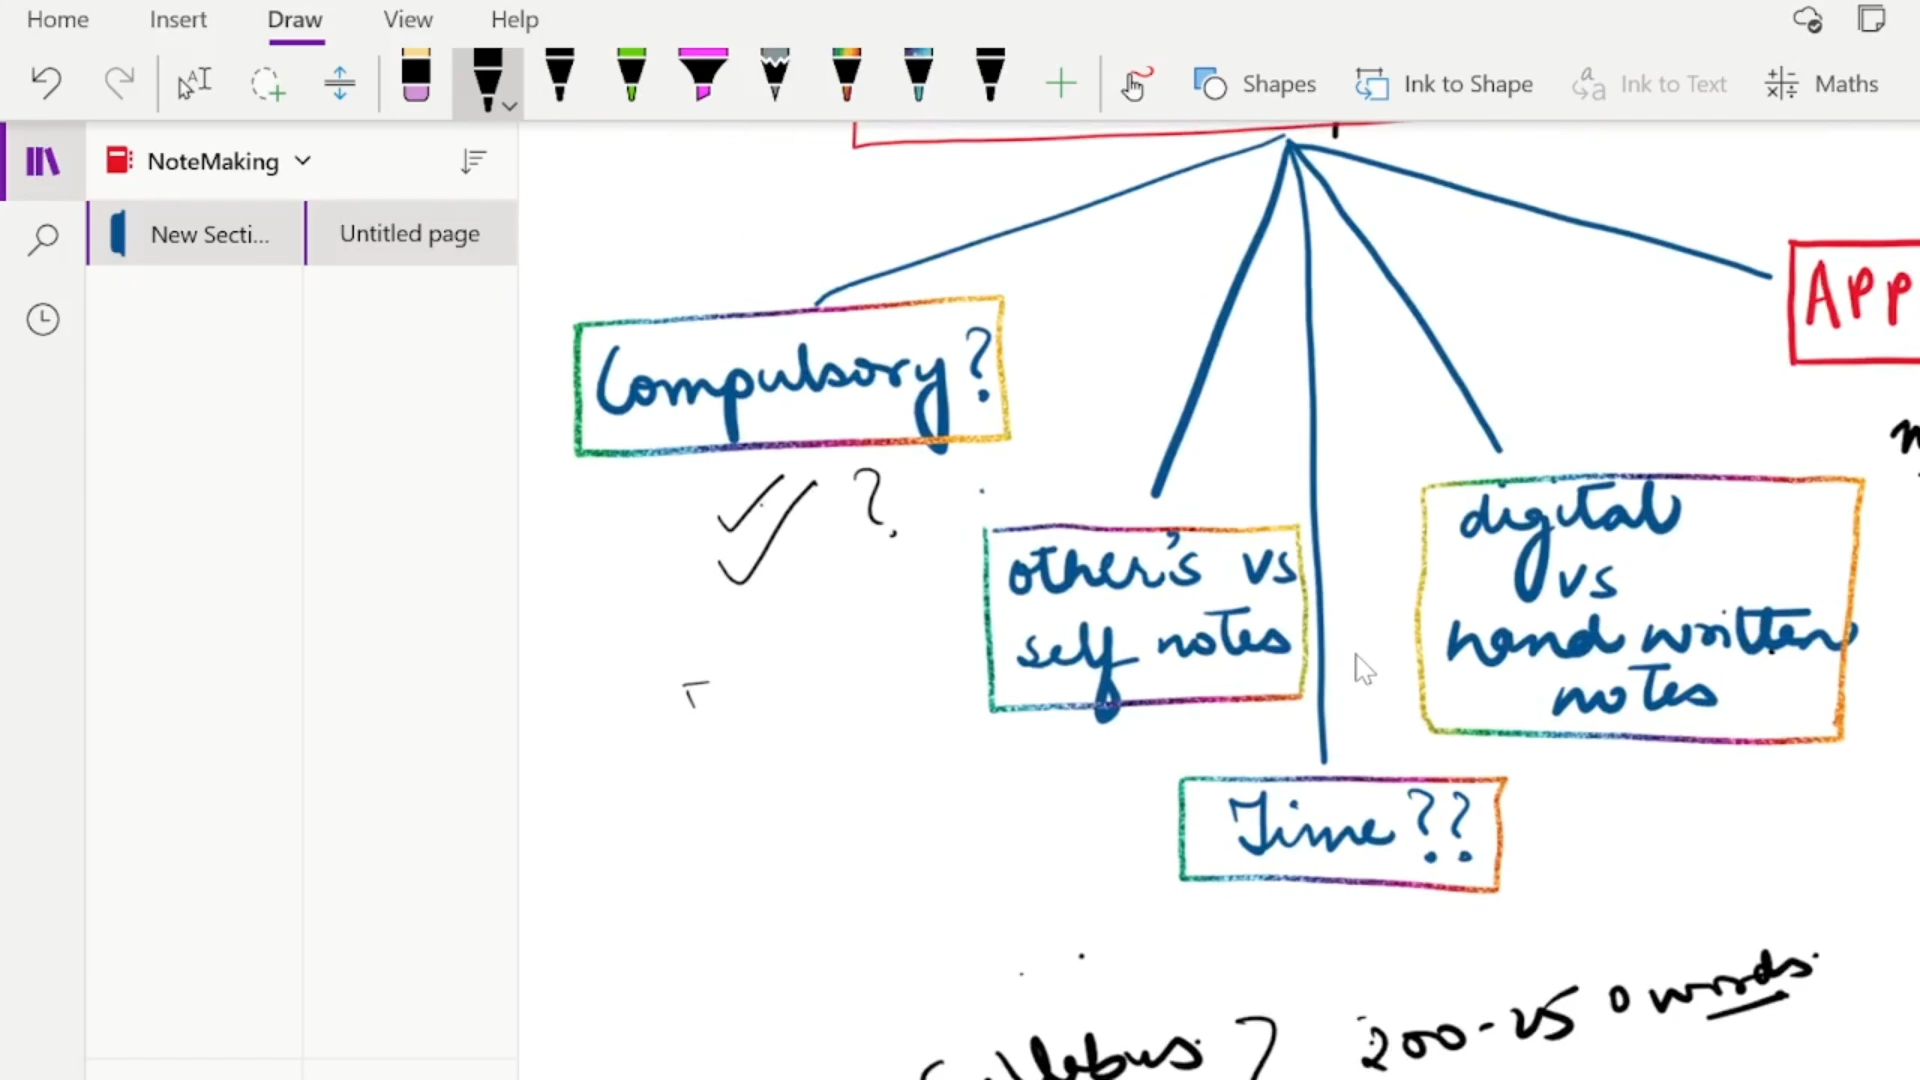 Home Insert Draw View Help
Shapes Ink to Shape Ink to Text Maths
NoteMaking
New Secti... Untitled page
APP
Compulsory?
?
other's vs
self notes
digital
vs
hand written
notes
Time??
Syllabus? 200-250 words.